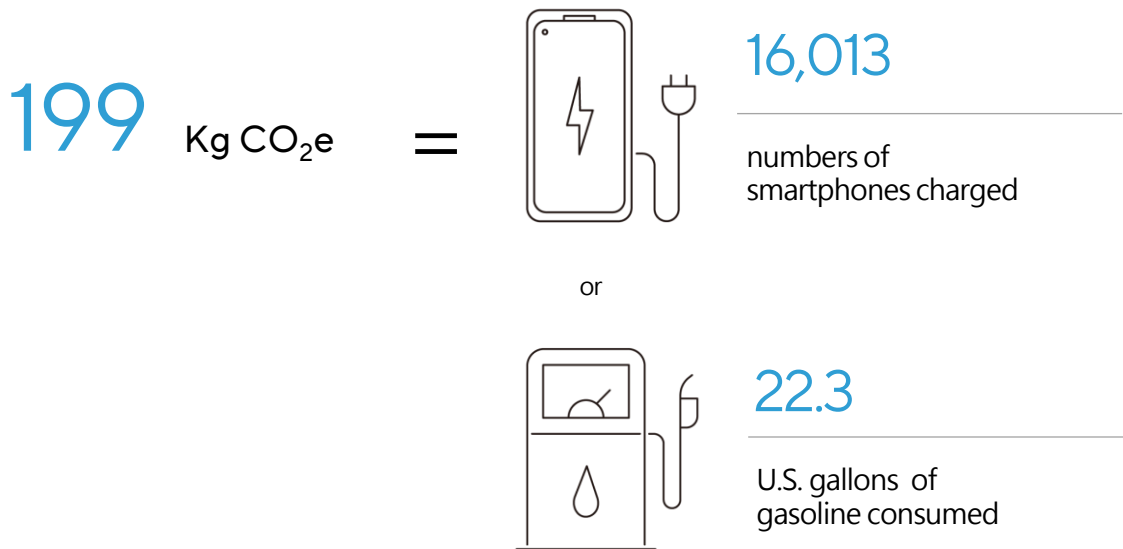 199 Kg CO₂e =
16,013
numbers of
smartphones charged
or
22.3
U.S. gallons of
gasoline consumed